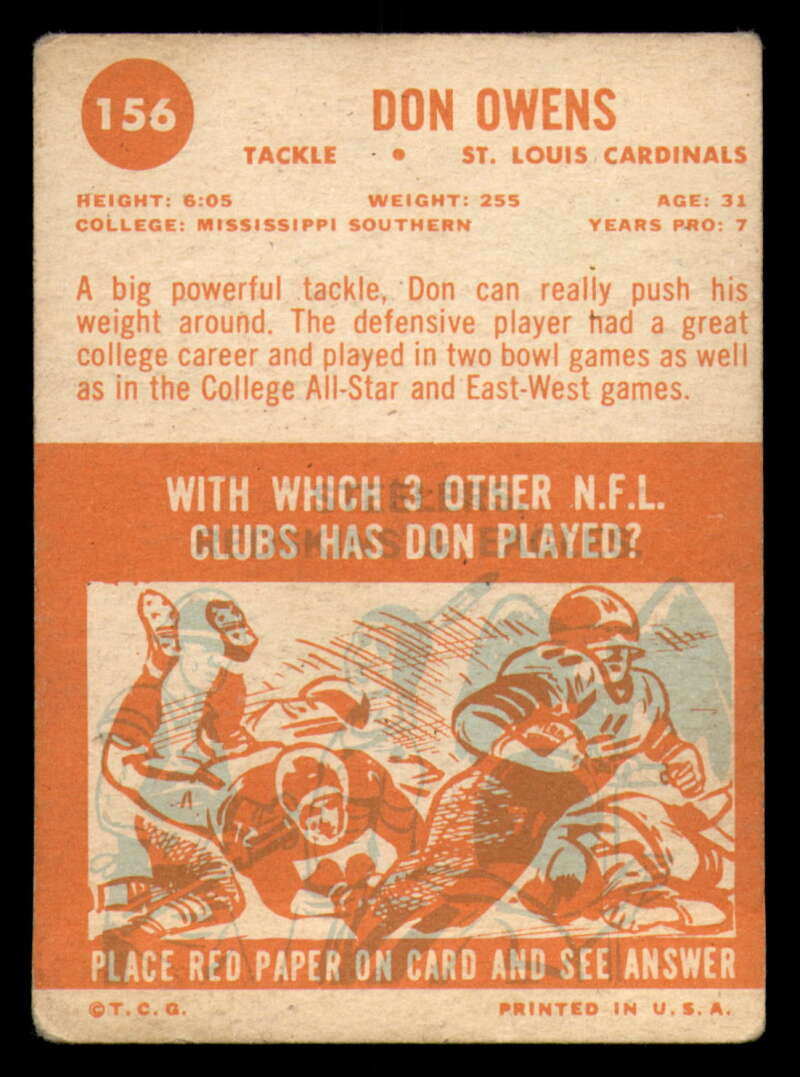 156
DON OWENS
TACKLE • ST. LOUIS CARDINALS
HEIGHT: 6:05 WEIGHT: 255 AGE: 31
COLLEGE: MISSISSIPPI SOUTHERN YEARS PRO: 7
A big powerful tackle, Don can really push his
weight around. The defensive player had a great
college career and played in two bowl games as well
as in the College All-Star and East-West games.
WITH WHICH 3 OTHER N.F.L.
CLUBS HAS DON PLAYED?
STEELERS,
REDSKINS & EAGLES.
PLACE RED PAPER ON CARD AND SEE ANSWER
©T.C.G. PRINTED IN U.S.A.